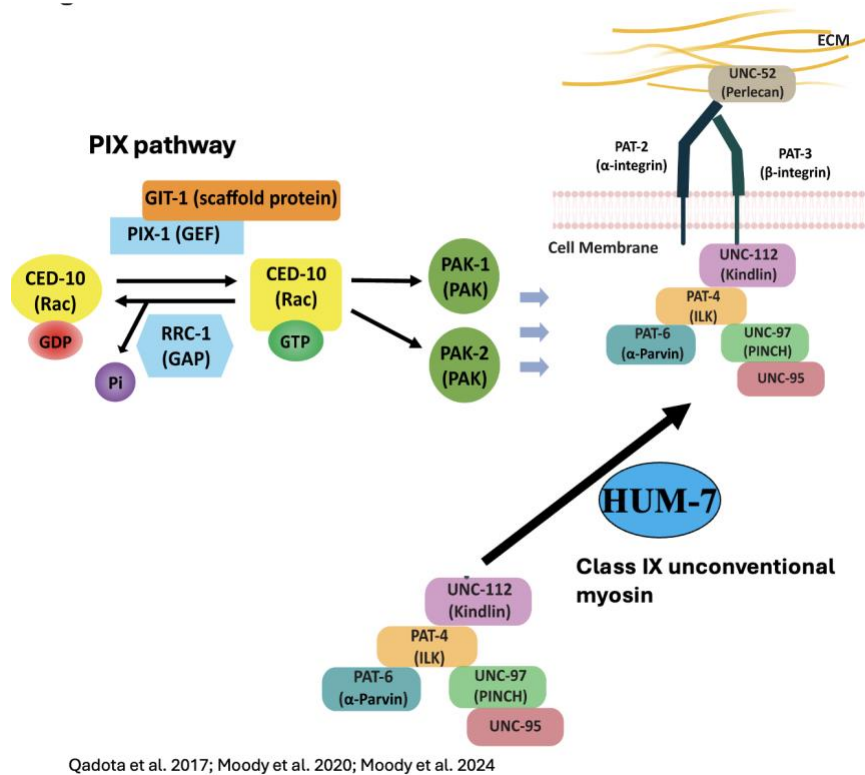 ECM
UNC-52
(Perlecan)
PIX pathway
PAT-2
(α-integrin)
PAT-3
(β-integrin)
GIT-1 (scaffold protein)
PIX-1 (GEF)
Cell Membrane
CED-10
(Rac)
GDP
CED-10
(Rac)
GTP
RRC-1
(GAP)
Pi
PAK-1
(PAK)
PAK-2
(PAK)
UNC-112
(Kindlin)
PAT-4
(ILK)
PAT-6
(α-Parvin)
UNC-97
(PINCH)
UNC-95
HUM-7
Class IX unconventional
myosin
UNC-112
(Kindlin)
PAT-4
(ILK)
PAT-6
(α-Parvin)
UNC-97
(PINCH)
UNC-95
Qadota et al. 2017; Moody et al. 2020; Moody et al. 2024